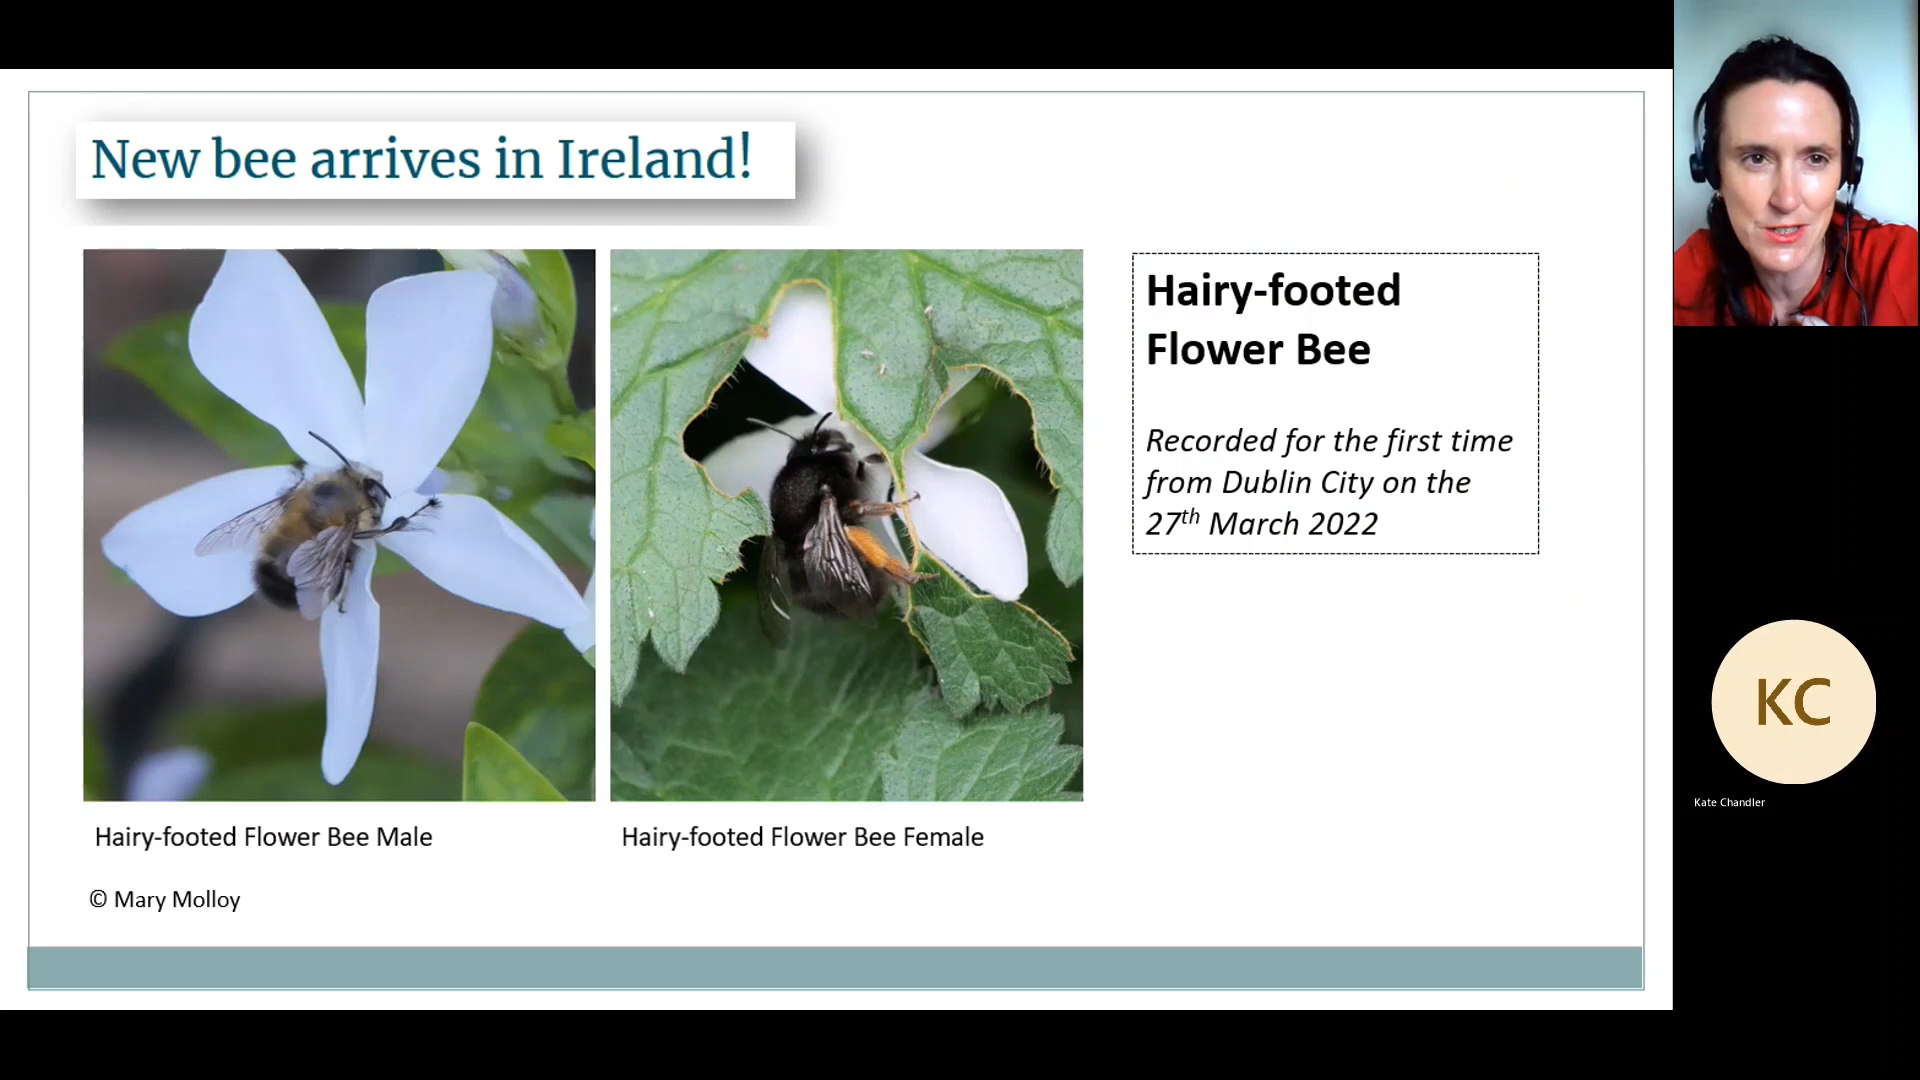 New bee arrives in Ireland!
Hairy-footed
Flower Bee
Recorded for the first time
from Dublin City on the
27th March 2022
Hairy-footed Flower Bee Male
Hairy-footed Flower Bee Female
© Mary Molloy
KC
Kate Chandler